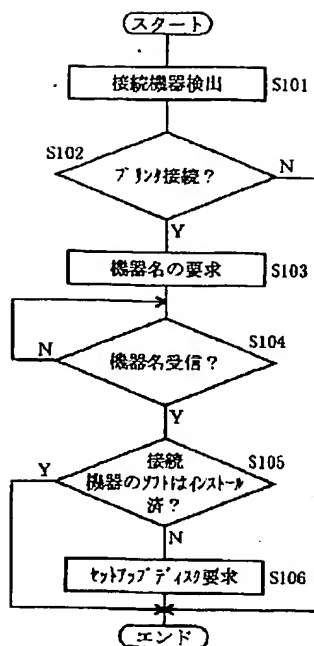 スタート
接続機器検出 S101
S102
プリンタ接続？ N
Y
機器名の要求 S103
S104
N 機器名受信？
Y
接続
Y S105
機器のソフトはインストール
済？
N
セットアップディスク要求 S106
エンド